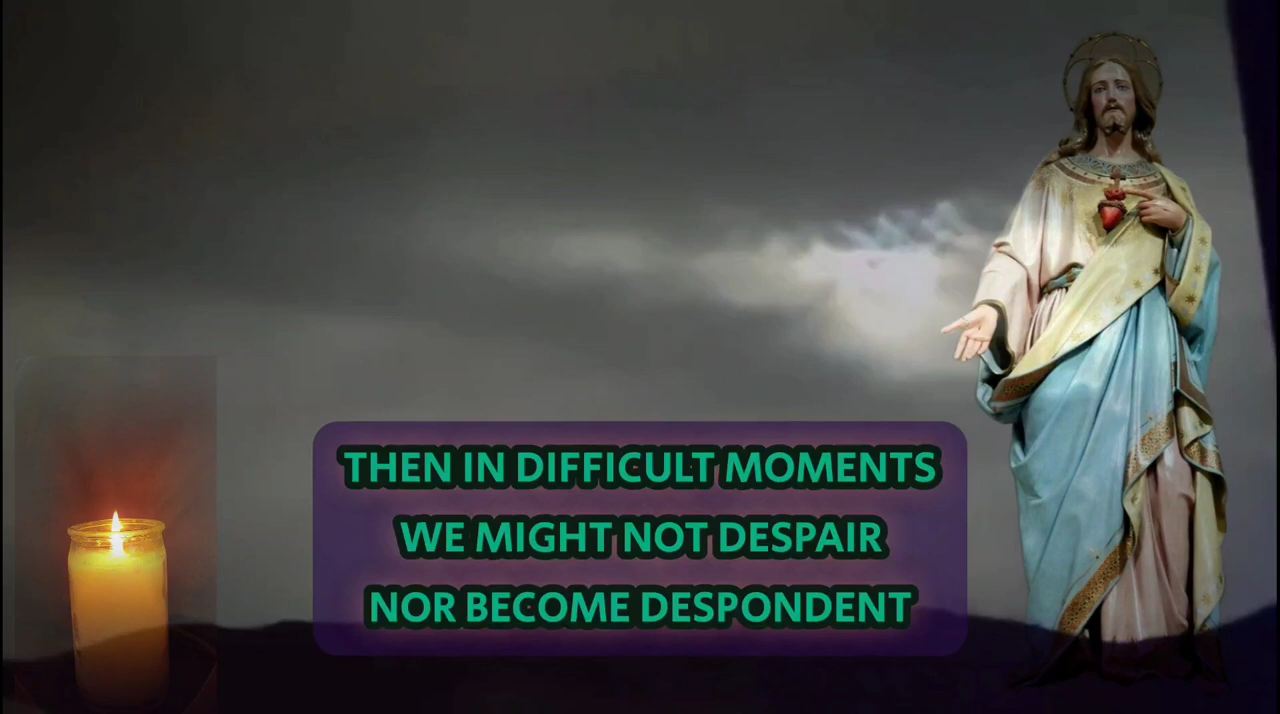 THEN IN DIFFICULT MOMENTS
WE MIGHT NOT DESPAIR
NOR BECOME DESPONDENT